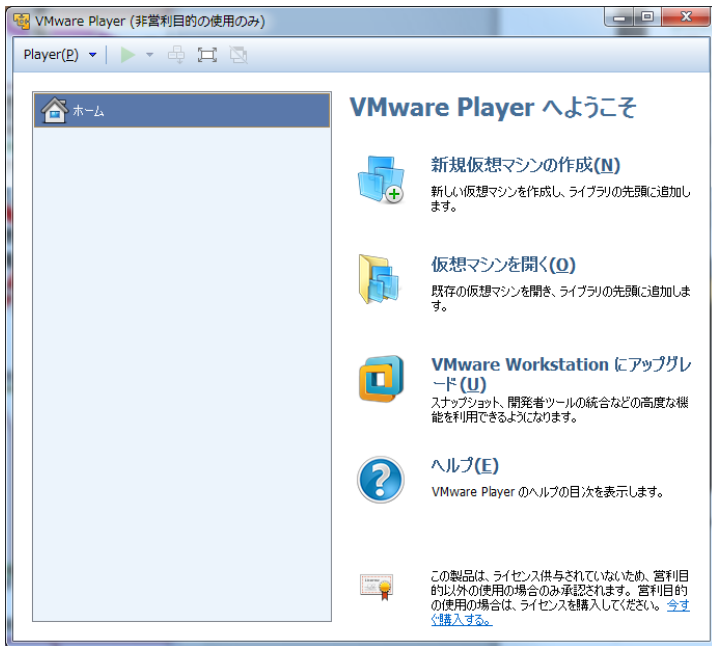 VMware Player (非営利目的の使用のみ)
Player(P)
ホーム
VMware Player へようこそ
新規仮想マシンの作成(N)
新しい仮想マシンを作成し、ライブラリの先頭に追加し
ます。
仮想マシンを開く(O)
既存の仮想マシンを開き、ライブラリの先頭に追加しま
す。
VMware Workstation にアップグレ
ード(U)
スナップショット、開発者ツールの統合などの高度な機
能を利用できるようになります。
ヘルプ(E)
VMware Player のヘルプの目次を表示します。
この製品は、ライセンス供与されていないため、営利目
的以外の使用の場合のみ承認されます。営利目的
の使用の場合は、ライセンスを購入してください。今す
ぐ購入する。